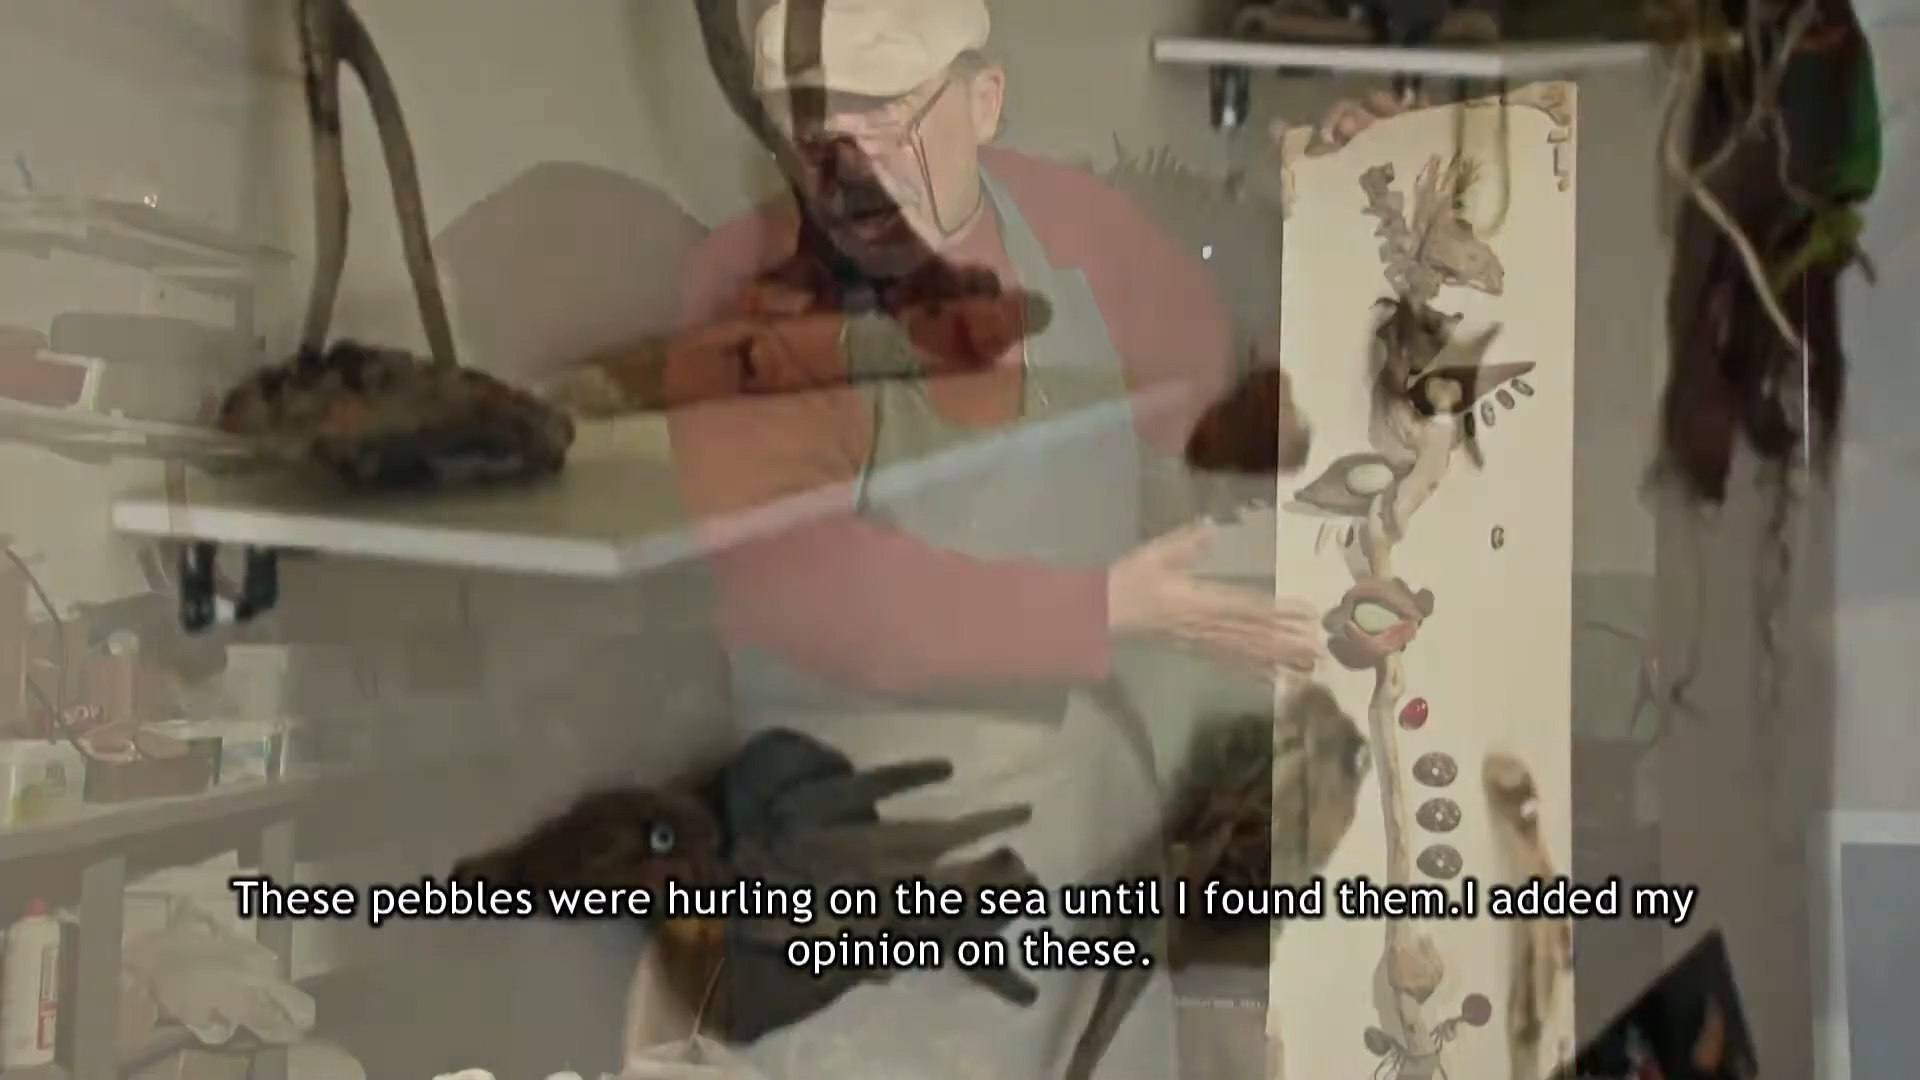 These pebbles were hurling on the sea until I found them.I added my
opinion on these.